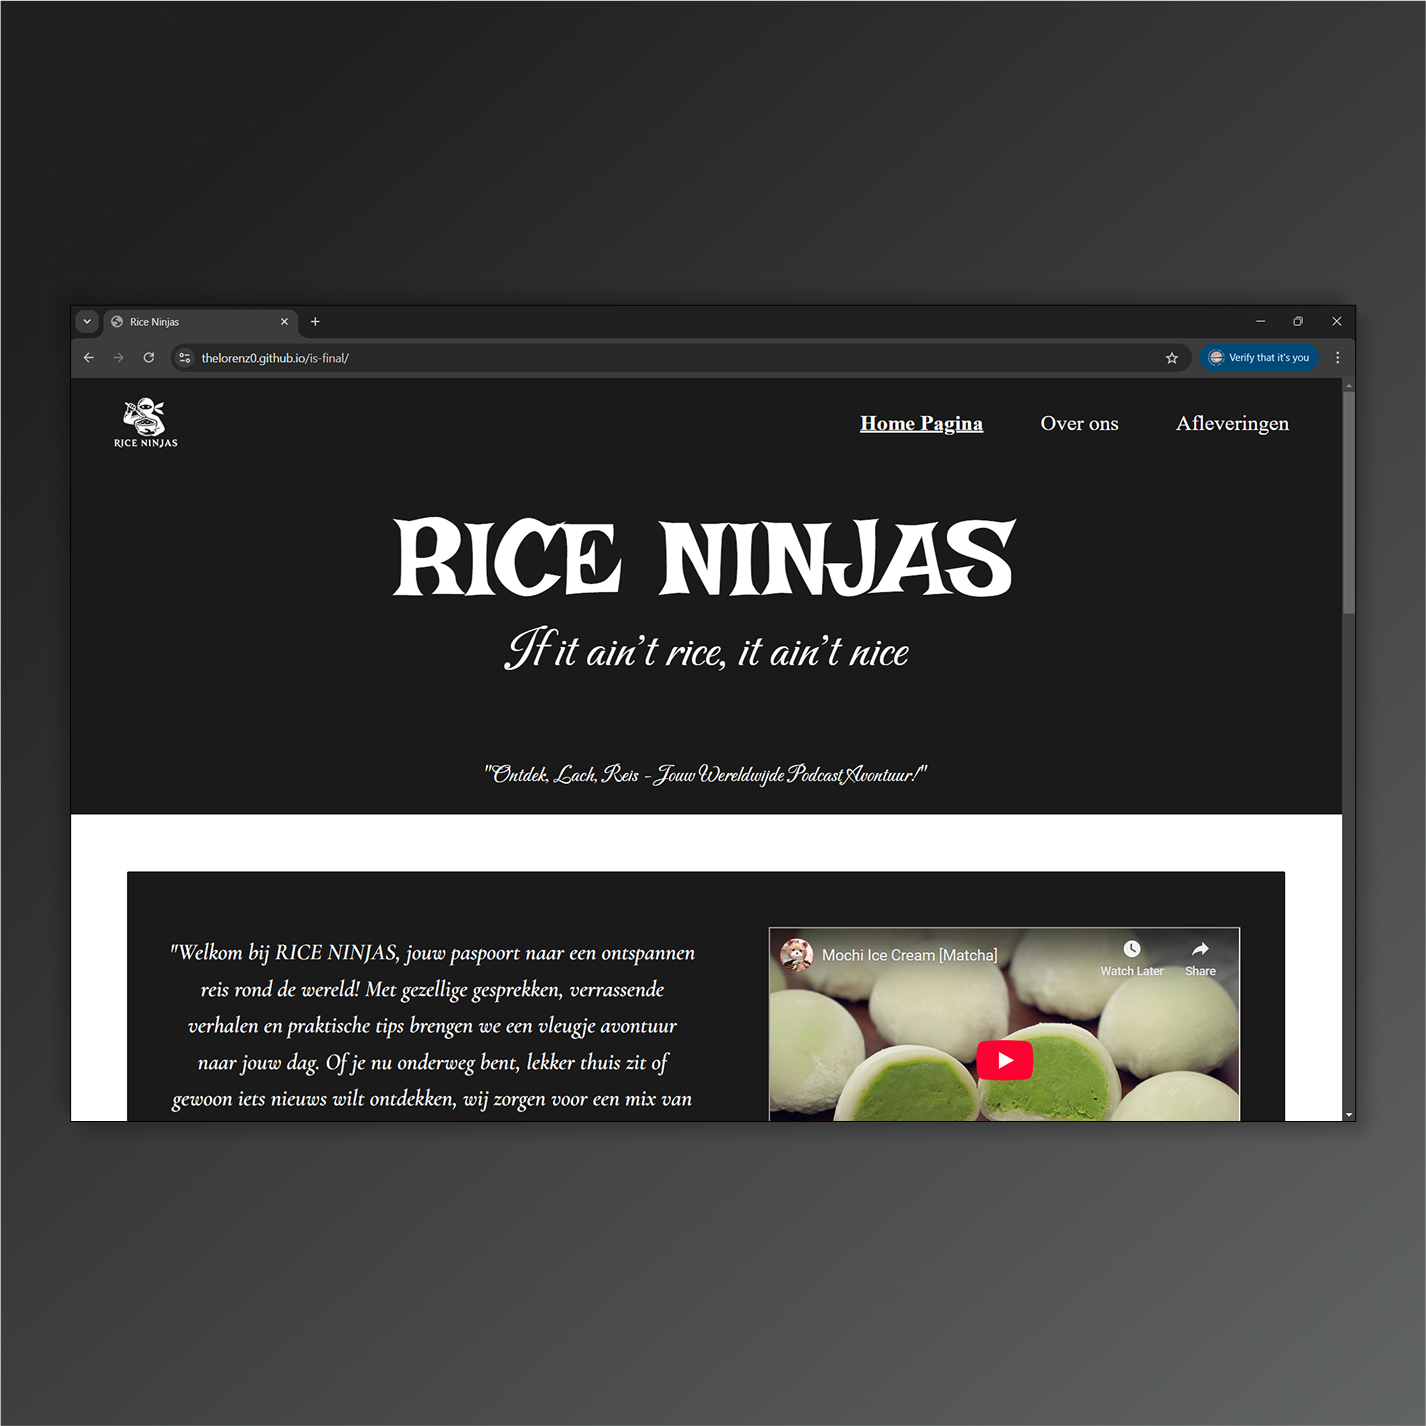 Rice Ninjas
thelorenz0.github.io/is-final/
Verify that it's you
RICE NINJAS
Home Pagina
Over ons
Afleveringen
RICE NINJAS
If it ain't rice, it ain't nice
"Ontdek, Lach, Reis - Jouw Wereldwijde Podcast Avontuur!"
"Welkom bij RICE NINJAS, jouw paspoort naar een ontspannen
reis rond de wereld! Met gezellige gesprekken, verrassende
verhalen en praktische tips brengen we een vleugje avontuur
naar jouw dag. Of je nu onderweg bent, lekker thuis zit of
gewoon iets nieuws wilt ontdekken, wij zorgen voor een mix van
Mochi Ice Cream [Matcha]
Watch Later
Share